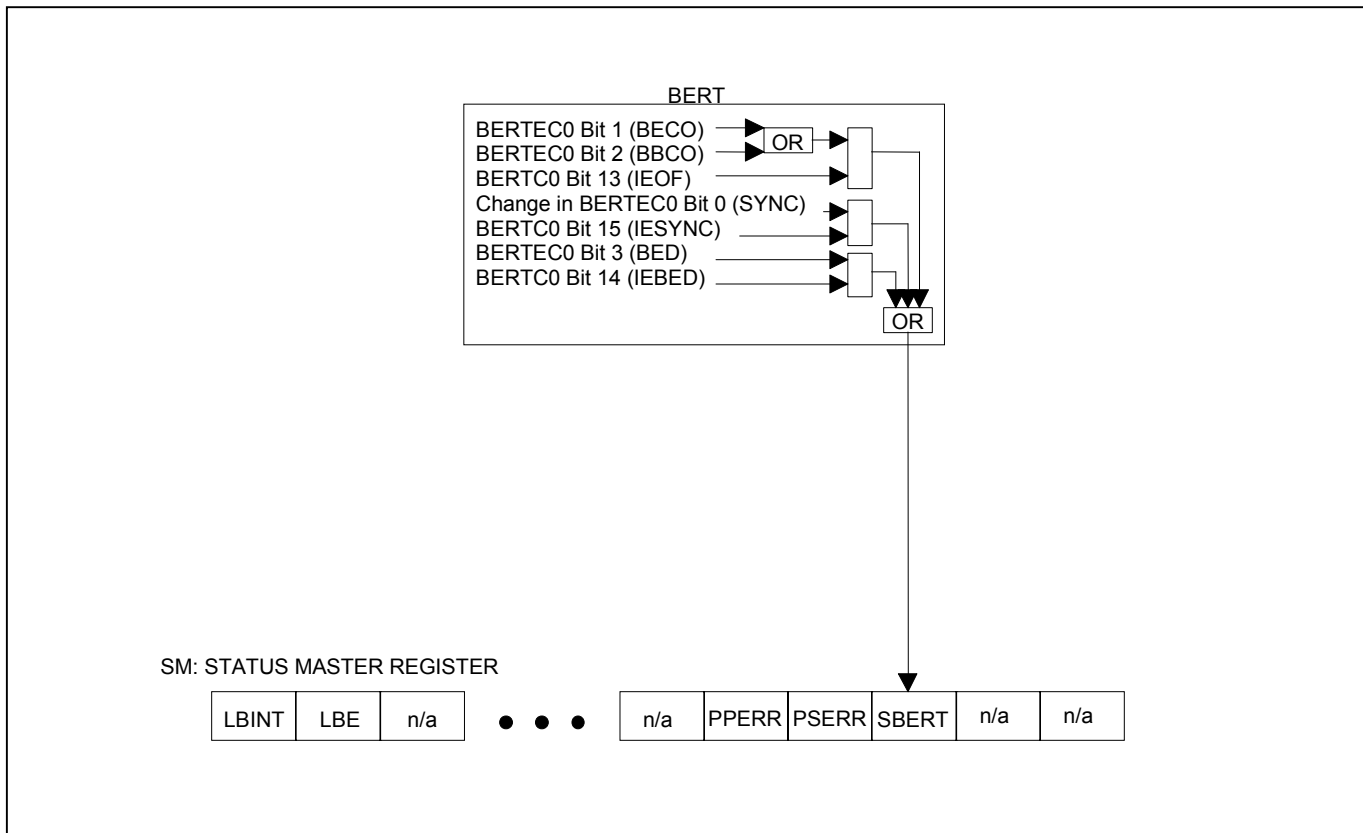 BERT
BERTEC0 Bit 1 (BECO)
BERTEC0 Bit 2 (BBCO)
OR
BERTC0 Bit 13 (IEOF)
Change in BERTEC0 Bit 0 (SYNC)
BERTC0 Bit 15 (IESYNC)
BERTEC0 Bit 3 (BED)
BERTC0 Bit 14 (IEBED)
OR
SM: STATUS MASTER REGISTER
LBINT LBE n/a n/a PPERR PSERR SBERT n/a n/a